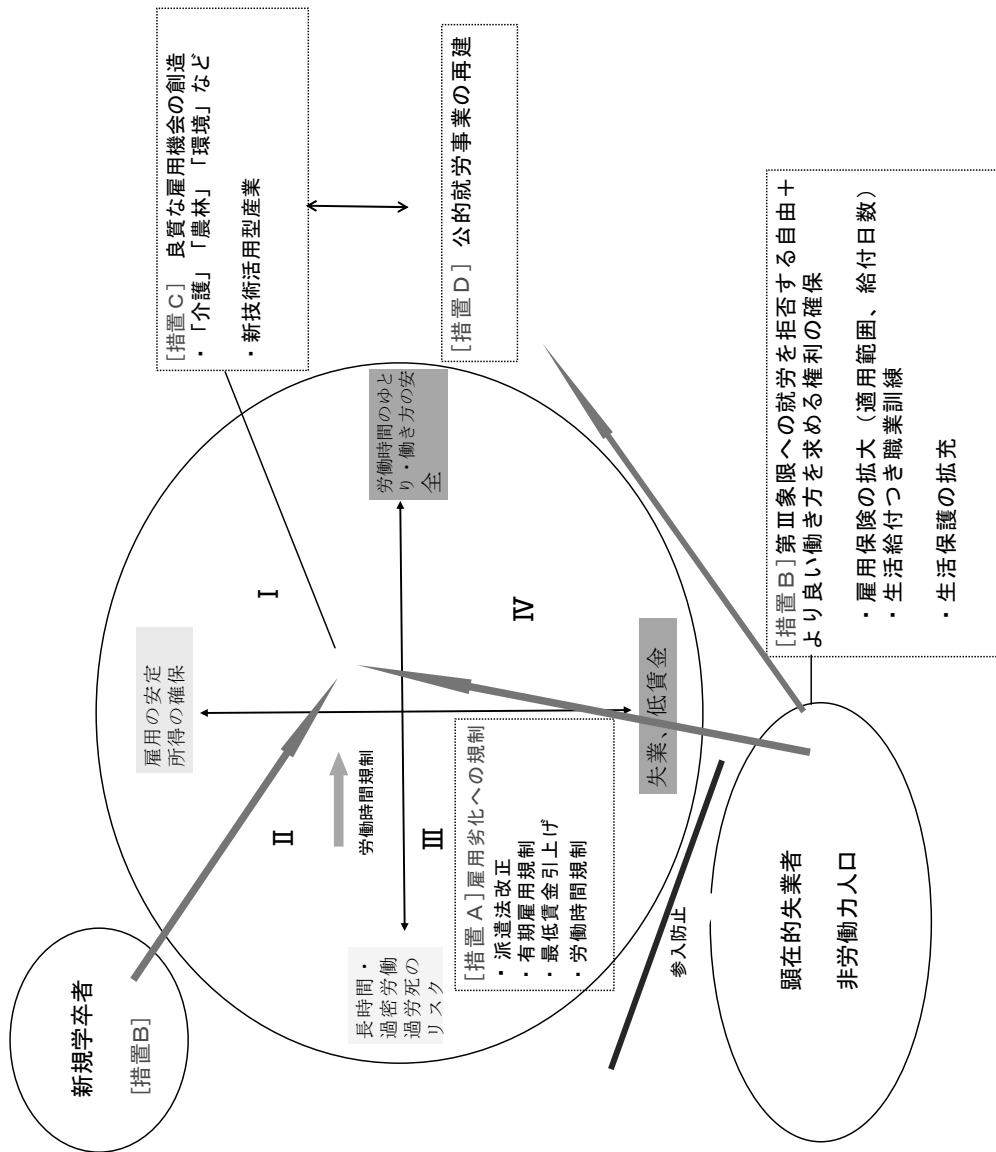 新規学卒者
[措置B]
雇用の安定
所得の確保
Ⅰ
Ⅱ
労働時間規制
長時間・
過密労働
過労死の
リスク
労働時間のゆと
り・働き方の安
全
Ⅲ
Ⅳ
[措置A]雇用劣化への規制
・派遣法改正
・有期雇用規制
・最低賃金引上げ
・労働時間規制
失業、低賃金
[措置C] 良質な雇用機会の創造
・「介護」「農林」「環境」など
・新技術活用型産業
[措置D] 公的就労事業の再建
参入防止
顕在的失業者
非労働力人口
[措置B]第Ⅲ象限への就労を拒否する自由＋
より良い働き方を求める権利の確保
・雇用保険の拡大（適用範囲、給付日数）
・生活給付つき職業訓練
・生活保護の拡充